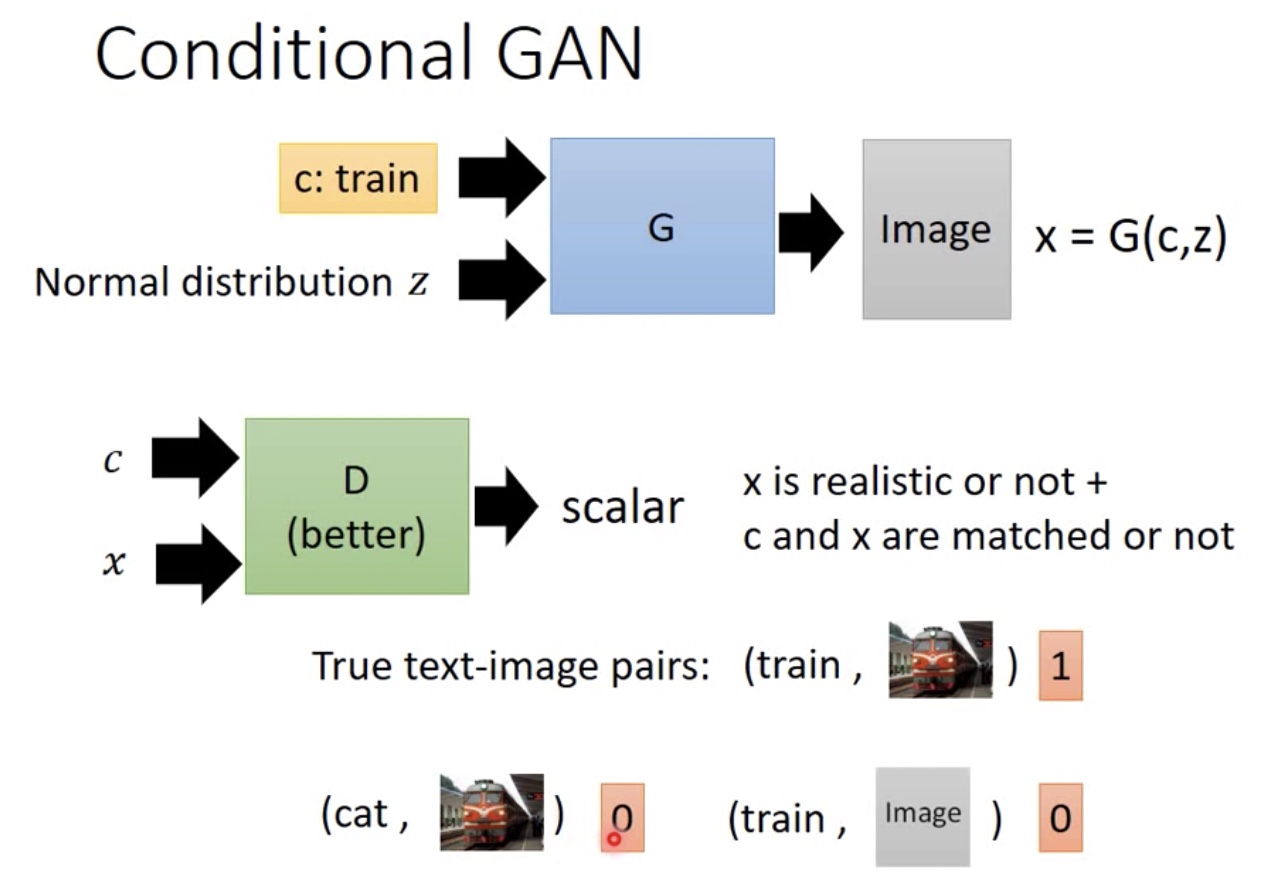 Conditional GAN
c: train
G
Image
x = G(c,z)
Normal distribution z
c
D
(better)
scalar
x
x is realistic or not +
c and x are matched or not
True text-image pairs: (train , ) 1
(cat , ) 0
(train , Image ) 0